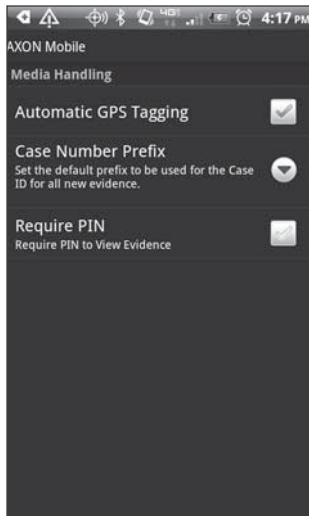 4G
4:17 PM
AXON Mobile
Media Handling
Automatic GPS Tagging
Case Number Prefix
Set the default prefix to be used for the Case
ID for all new evidence.
Require PIN
Require PIN to View Evidence